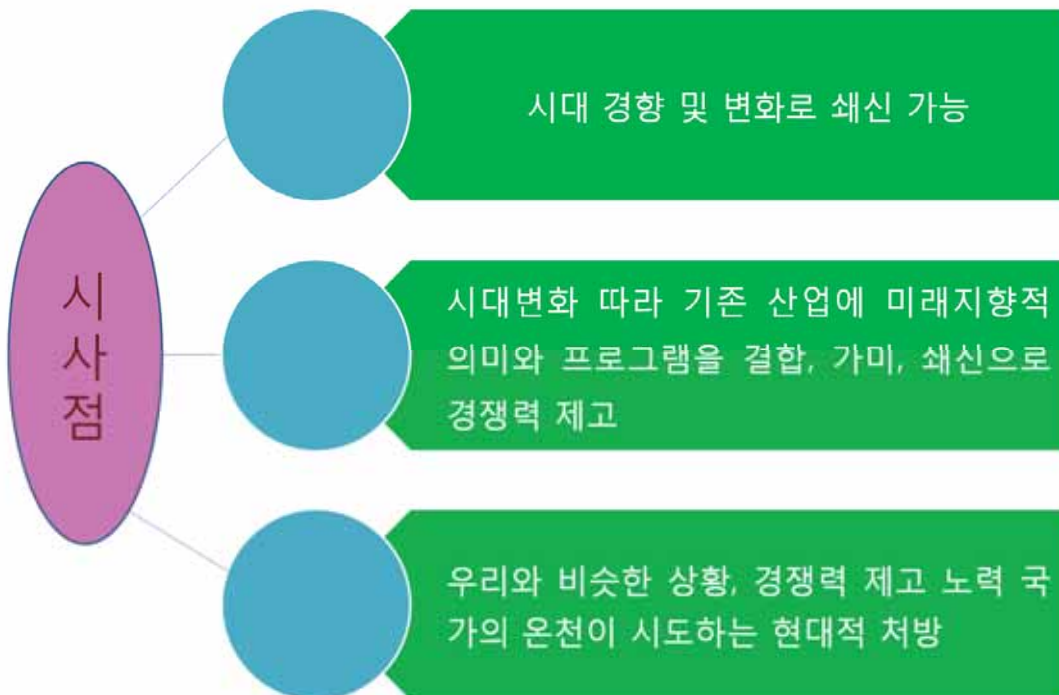 시사점
시대 경향 및 변화로 쇄신 가능
시대변화 따라 기존 산업에 미래지향적
의미와 프로그램을 결합, 가미, 쇄신으로
경쟁력 제고
우리와 비슷한 상황, 경쟁력 제고 노력 국
가의 온천이 시도하는 현대적 처방